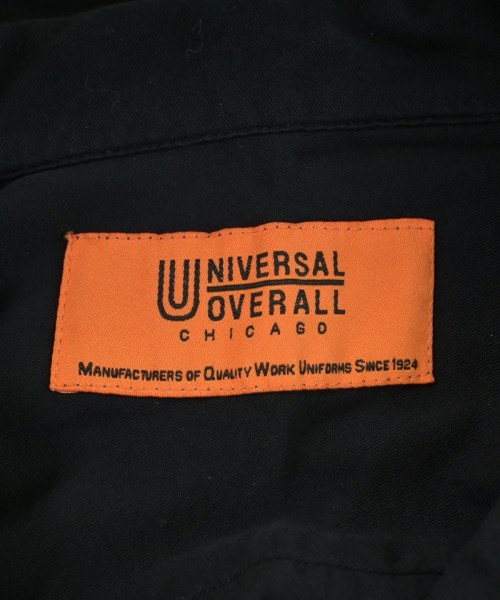 UNIVERSAL
OVERALL
CHICAGO
MANUFACTURERS OF QUALITY WORK UNIFORMS SINCE 1924